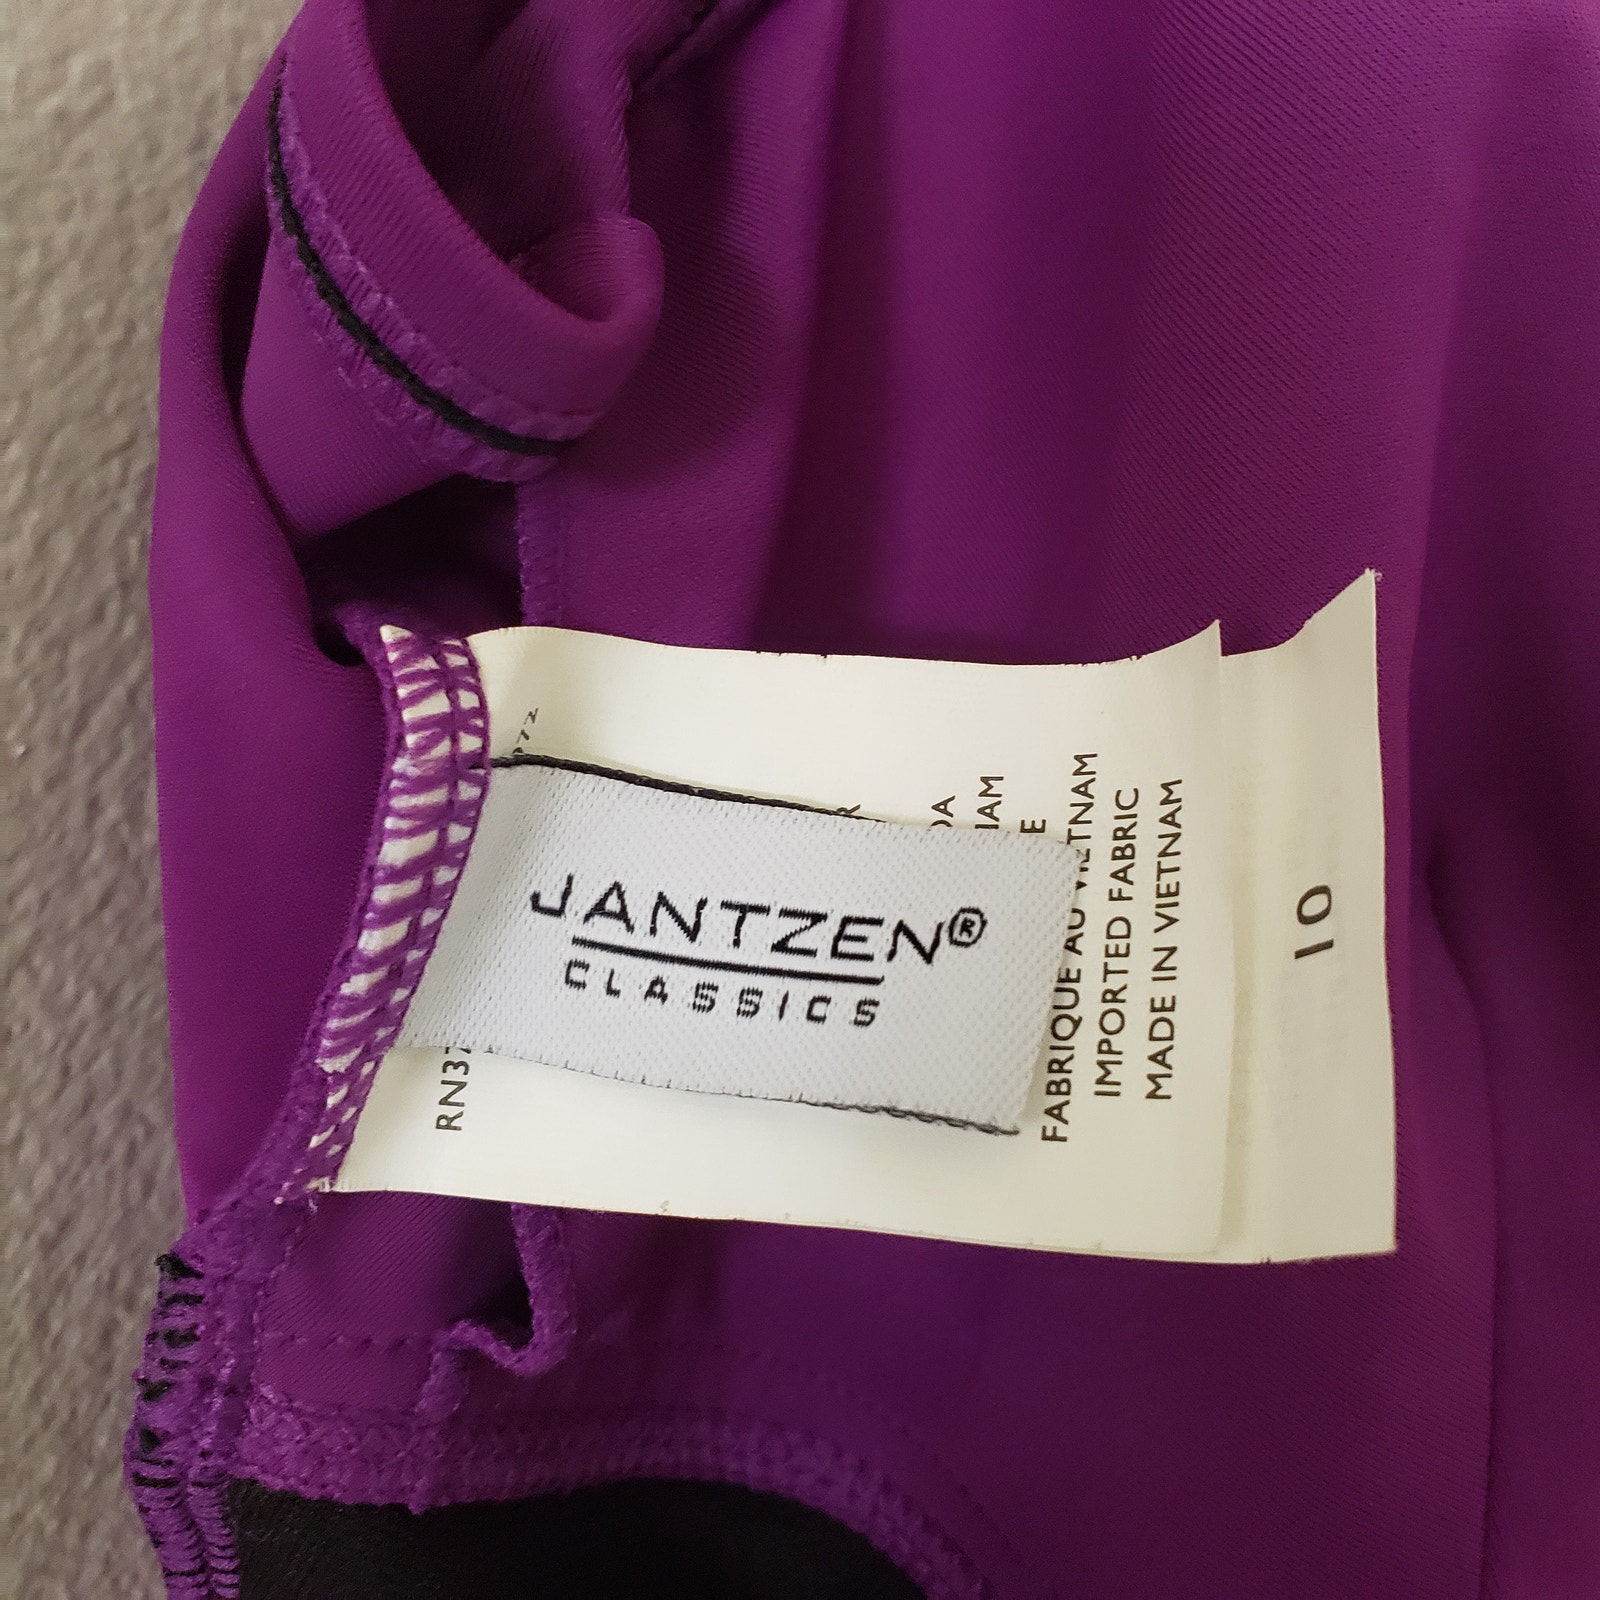 JANTZEN®
CLASSICS
FABRIQUE AU VIETNAM
IMPORTED FABRIC
MADE IN VIETNAM
10